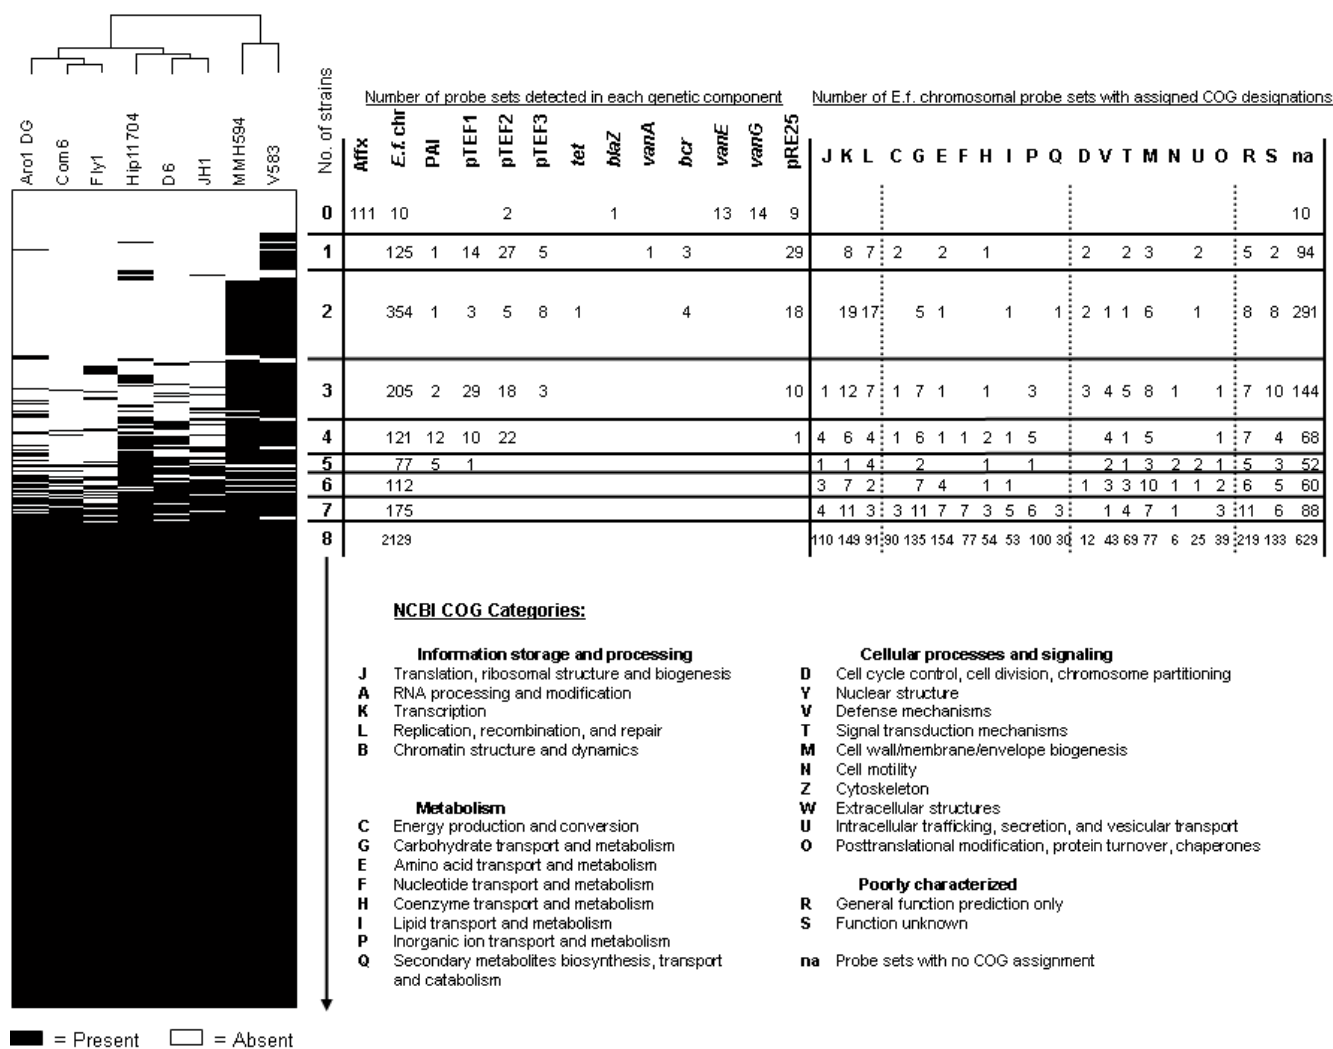 Aro1 DG
Com6
Fly1
Hip11704
D6
JH1
MMH594
V583
No. of strains
Number of probe sets detected in each genetic component
Number of E.f. chromosomal probe sets with assigned COG designations
Affx E.f. chr PAI pTEF1 pTEF2 pTEF3 tet blaZ vanA bcr vanE vanG pRE25 J K L C G E F H I P Q D V T M N U O R S na
0 111 10 2 1 13 14 9 10
1 125 1 14 27 5 1 3 29 8 7 2 2 1 2 2 3 2 5 2 94
2 354 1 3 5 8 1 4 18 19 17 5 1 1 1 2 1 1 6 1 8 8 291
3 205 2 29 18 3 10 1 12 7 1 7 1 1 3 3 4 5 8 1 1 7 10 144
4 121 12 10 22 1 4 6 4 1 6 1 1 2 1 5 4 1 5 1 7 4 68
5 77 5 1 1 1 4 2 1 1 2 1 3 2 2 1 5 3 52
6 112 3 7 2 7 4 1 1 1 3 3 10 1 1 2 6 5 60
7 175 4 11 3 3 11 7 7 3 5 6 3 1 4 7 1 3 11 6 88
8 2129 110 149 91 90 135 154 77 54 53 100 30 12 43 69 77 6 25 39 219 133 629
NCBI COG Categories:
Information storage and processing
J Translation, ribosomal structure and biogenesis
A RNA processing and modification
K Transcription
L Replication, recombination, and repair
B Chromatin structure and dynamics
Metabolism
C Energy production and conversion
G Carbohydrate transport and metabolism
E Amino acid transport and metabolism
F Nucleotide transport and metabolism
H Coenzyme transport and metabolism
I Lipid transport and metabolism
P Inorganic ion transport and metabolism
Q Secondary metabolites biosynthesis, transport
and catabolism
Cellular processes and signaling
D Cell cycle control, cell division, chromosome partitioning
Y Nuclear structure
V Defense mechanisms
T Signal transduction mechanisms
M Cell wall/membrane/envelope biogenesis
N Cell motility
Z Cytoskeleton
W Extracellular structures
U Intracellular trafficking, secretion, and vesicular transport
O Posttranslational modification, protein turnover, chaperones
Poorly characterized
R General function prediction only
S Function unknown
na Probe sets with no COG assignment
= Present
= Absent